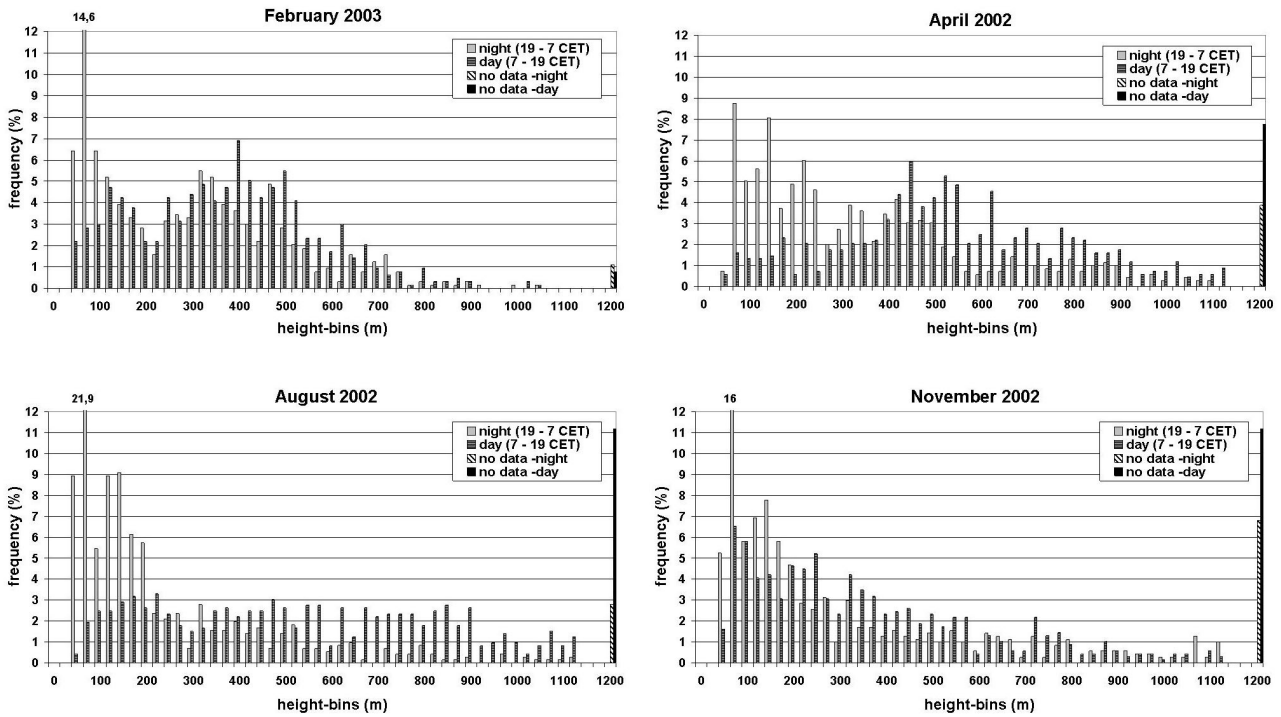 February 2003
14,6
12
11
10
9
8
7
6
5
4
3
2
1
0
frequency (%)
night (19 - 7 CET)
day (7 - 19 CET)
no data -night
no data -day
0 100 200 300 400 500 600 700 800 900 1000 1100 1200
height-bins (m)
April 2002
12
11
10
9
8
7
6
5
4
3
2
1
0
frequency (%)
night (19 - 7 CET)
day (7 - 19 CET)
no data -night
no data -day
0 100 200 300 400 500 600 700 800 900 1000 1100 1200
height-bins (m)
August 2002
21,9
12
11
10
9
8
7
6
5
4
3
2
1
0
frequency (%)
night (19 - 7 CET)
day (7 - 19 CET)
no data -night
no data -day
0 100 200 300 400 500 600 700 800 900 1000 1100 1200
height-bins (m)
November 2002
16
12
11
10
9
8
7
6
5
4
3
2
1
0
frequency (%)
night (19 - 7 CET)
day (7 - 19 CET)
no data -night
no data -day
0 100 200 300 400 500 600 700 800 900 1000 1100 1200
height-bins (m)